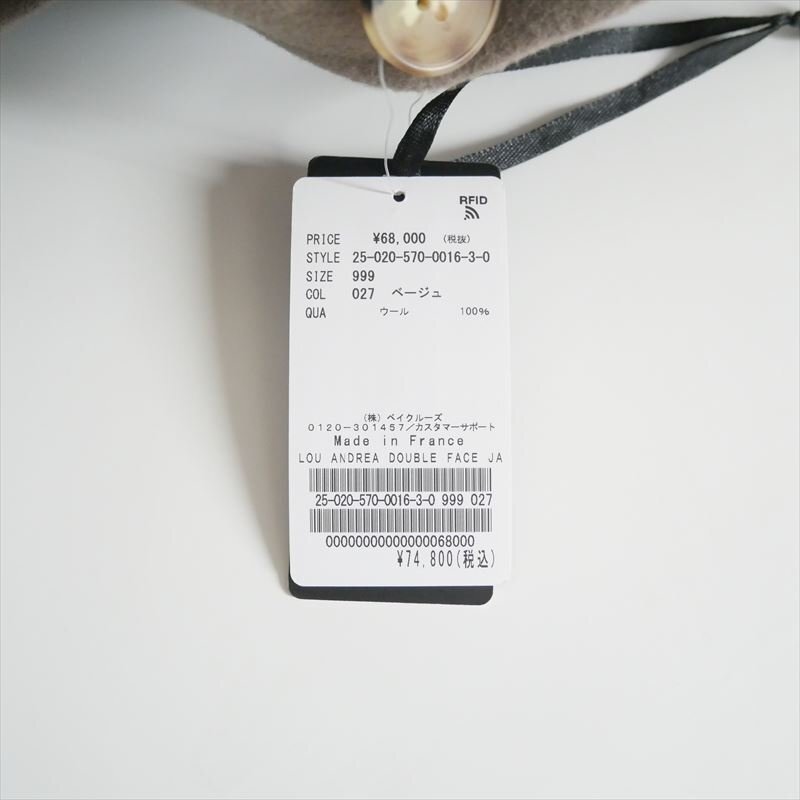 RFID
PRICE ¥68,000 (税抜)
STYLE 25-020-570-0016-3-0
SIZE 999
COL 027 ベージュ
QUA ウール 100%
(株) ベイクルーズ
0120-301457/カスタマーサポート
Made in France
LOU ANDREA DOUBLE FACE JA
25-020-570-0016-3-0 999 027
00000000000000068000
¥74,800(税込)